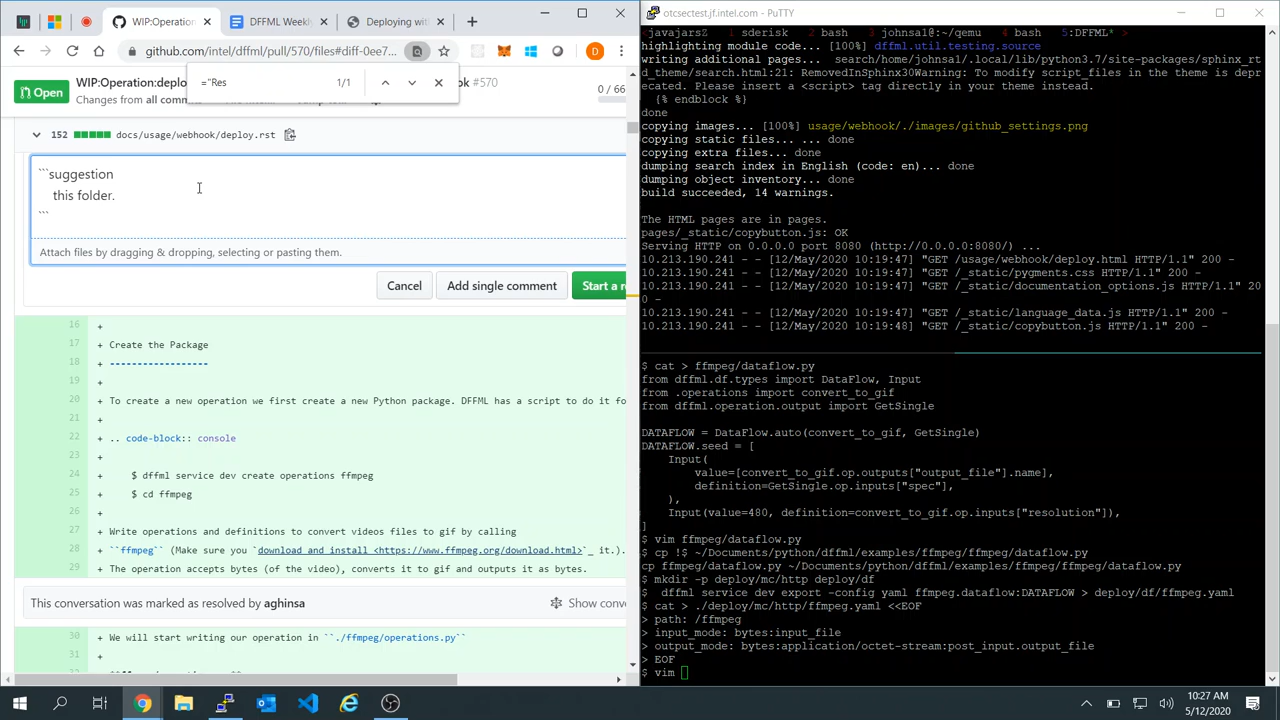 WIP:Operation
DFFML Weekly
Deploying with
github.com/intel/dffml/pull/570/files#diff-0ee7...
D
Open
WIP:Operation:deplo
#570
Changes from all comm
0 / 66
="Res
1/1
152
docs/usage/webhook/deploy.rst
```suggestion
this folder.
```
Attach files by dragging & dropping, selecting or pasting them.
Cancel
Add single comment
Start a re
16 +
17 + Create the Package
18 + ------------------
19 +
20 + To create a new operation we first create a new Python package. DFFML has a script to do it fo
21 +
22 + .. code-block:: console
23 +
24 + $ dffml service dev create operations ffmpeg
25 + $ cd ffmpeg
26 +
27 + Write operations and definitions to convert videos files to gif by calling
28 + ``ffmpeg`` (Make sure you `download and install <https://www.ffmpeg.org/download.html>`_ it.).
29 + The operation accepts bytes (of the video), converts it to gif and outputs it as bytes.
This conversation was marked as resolved by aghinsa
Show conve
30 + We will start writing our operation in ``./ffmpeg/operations.py``
31 +
otcsectest.jf.intel.com - PuTTY
<javajarsZ 1 sderisk 2 bash 3 johnsal@:~/qemu 4 bash 5:DFFML* >
highlighting module code... [100%] dffml.util.testing.source
writing additional pages... search/home/johnsal/.local/lib/python3.7/site-packages/sphinx_rt
d_theme/search.html:21: RemovedInSphinx30Warning: To modify script_files in the theme is depr
ecated. Please insert a <script> tag directly in your theme instead.
{% endblock %}
done
copying images... [100%] usage/webhook/./images/github_settings.png
copying static files... ... done
copying extra files... done
dumping search index in English (code: en)... done
dumping object inventory... done
build succeeded, 14 warnings.
The HTML pages are in pages.
pages/_static/copybutton.js: OK
Serving HTTP on 0.0.0.0 port 8080 (http://0.0.0.0:8080/) ...
10.213.190.241 - - [12/May/2020 10:19:47] "GET /usage/webhook/deploy.html HTTP/1.1" 200 -
10.213.190.241 - - [12/May/2020 10:19:47] "GET /_static/pygments.css HTTP/1.1" 200 -
10.213.190.241 - - [12/May/2020 10:19:47] "GET /_static/documentation_options.js HTTP/1.1" 20
0 -
10.213.190.241 - - [12/May/2020 10:19:47] "GET /_static/language_data.js HTTP/1.1" 200 -
10.213.190.241 - - [12/May/2020 10:19:48] "GET /_static/copybutton.js HTTP/1.1" 200 -
$ cat > ffmpeg/dataflow.py
from dffml.df.types import DataFlow, Input
from .operations import convert_to_gif
from dffml.operation.output import GetSingle
DATAFLOW = DataFlow.auto(convert_to_gif, GetSingle)
DATAFLOW.seed = [
Input(
value=[convert_to_gif.op.outputs["output_file"].name],
definition=GetSingle.op.inputs["spec"],
),
Input(value=480, definition=convert_to_gif.op.inputs["resolution"]),
]
$ vim ffmpeg/dataflow.py
$ cp !$ ~/Documents/python/dffml/examples/ffmpeg/ffmpeg/dataflow.py
cp ffmpeg/dataflow.py ~/Documents/python/dffml/examples/ffmpeg/ffmpeg/dataflow.py
$ mkdir -p deploy/mc/http deploy/df
$  dffml service dev export -config yaml ffmpeg.dataflow:DATAFLOW > deploy/df/ffmpeg.yaml
$ cat > ./deploy/mc/http/ffmpeg.yaml <<EOF
> path: /ffmpeg
> input_mode: bytes:input_file
> output_mode: bytes:application/octet-stream:post_input.output_file
> EOF
$ vim
10:27 AM
5/12/2020